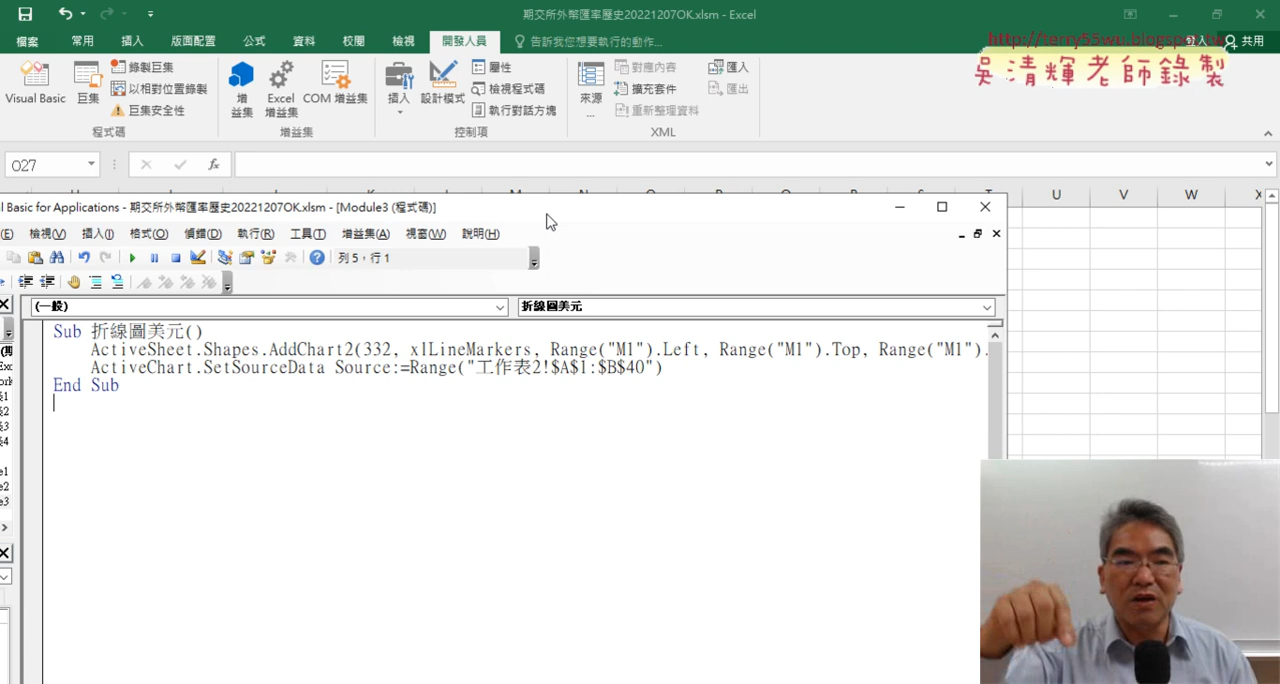 期交所外幣匯率歷史20221207OK.xlsm - Excel
http://terry55wu.blogspot.tw
吳清輝老師錄製
檔案 常用 插入 版面配置 公式 資料 校閱 檢視 開發人員 告訴我您想要執行的動作... 登入 共用
Visual Basic 巨集 錄製巨集 以相對位置錄製 巨集安全性
增益集 Excel 增益集 COM 增益集
插入 設計模式 屬性 檢視程式碼 執行對話方塊
來源... 對應內容 擴充套件 重新整理資料 匯入 匯出
程式碼 增益集 控制項 XML
O27 fx
U V W X
l Basic for Applications - 期交所外幣匯率歷史20221207OK.xlsm - [Module3 (程式碼)]
(E) 檢視(V) 插入(I) 格式(O) 偵錯(D) 執行(R) 工具(T) 增益集(A) 視窗(W) 說明(H)
列 5，行 1
(一般) 折線圖美元
Sub 折線圖美元()
ActiveSheet.Shapes.AddChart2(332, xlLineMarkers, Range("M1").Left, Range("M1").Top, Range("M1").
ActiveChart.SetSourceData Source:=Range("工作表2!$A$1:$B$40")
End Sub